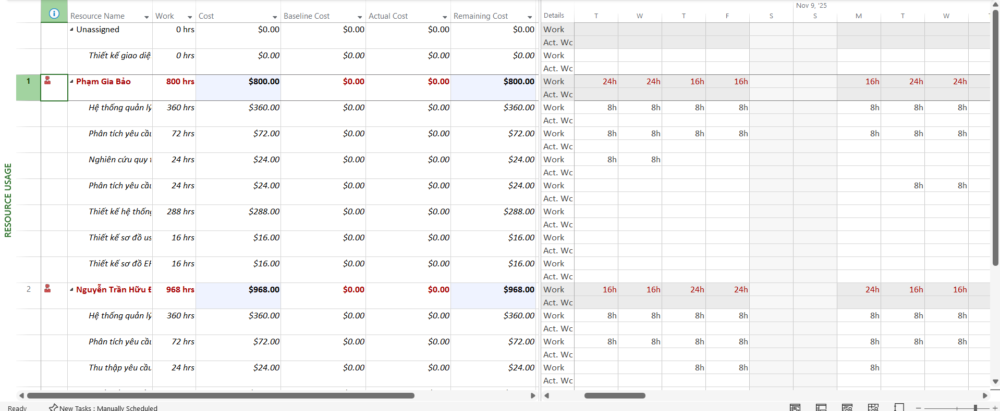 Nov 9, '25
Resource Name Work Cost Baseline Cost Actual Cost Remaining Cost Details T W T F S S M T W
Unassigned 0 hrs $0.00 $0.00 $0.00 $0.00 Work
Act. Wo
Thiết kế giao diệ 0 hrs $0.00 $0.00 $0.00 $0.00 Work
Act. Wo
1 Phạm Gia Bảo 800 hrs $800.00 $0.00 $0.00 $800.00 Work 24h 24h 16h 16h 16h 24h 24h
Act. Wo
Hệ thống quản lý 360 hrs $360.00 $0.00 $0.00 $360.00 Work 8h 8h 8h 8h 8h 8h 8h
Act. Wo
Phân tích yêu cầu 72 hrs $72.00 $0.00 $0.00 $72.00 Work 8h 8h 8h 8h 8h 8h 8h
Act. Wo
Nghiên cứu quy t 24 hrs $24.00 $0.00 $0.00 $24.00 Work 8h 8h
Act. Wo
Phân tích yêu cầu 24 hrs $24.00 $0.00 $0.00 $24.00 Work 8h 8h
Act. Wo
Thiết kế hệ thống 288 hrs $288.00 $0.00 $0.00 $288.00 Work
Act. Wo
Thiết kế sơ đồ us 16 hrs $16.00 $0.00 $0.00 $16.00 Work
Act. Wo
Thiết kế sơ đồ ER 16 hrs $16.00 $0.00 $0.00 $16.00 Work
Act. Wo
2 Nguyễn Trần Hữu Đ 968 hrs $968.00 $0.00 $0.00 $968.00 Work 16h 16h 24h 24h 24h 16h 16h
Act. Wo
Hệ thống quản lý 360 hrs $360.00 $0.00 $0.00 $360.00 Work 8h 8h 8h 8h 8h 8h 8h
Act. Wo
Phân tích yêu cầu 72 hrs $72.00 $0.00 $0.00 $72.00 Work 8h 8h 8h 8h 8h 8h 8h
Act. Wo
Thu thập yêu cầu 24 hrs $24.00 $0.00 $0.00 $24.00 Work 8h 8h 8h
Act. Wo
RESOURCE USAGE
Ready New Tasks : Manually Scheduled